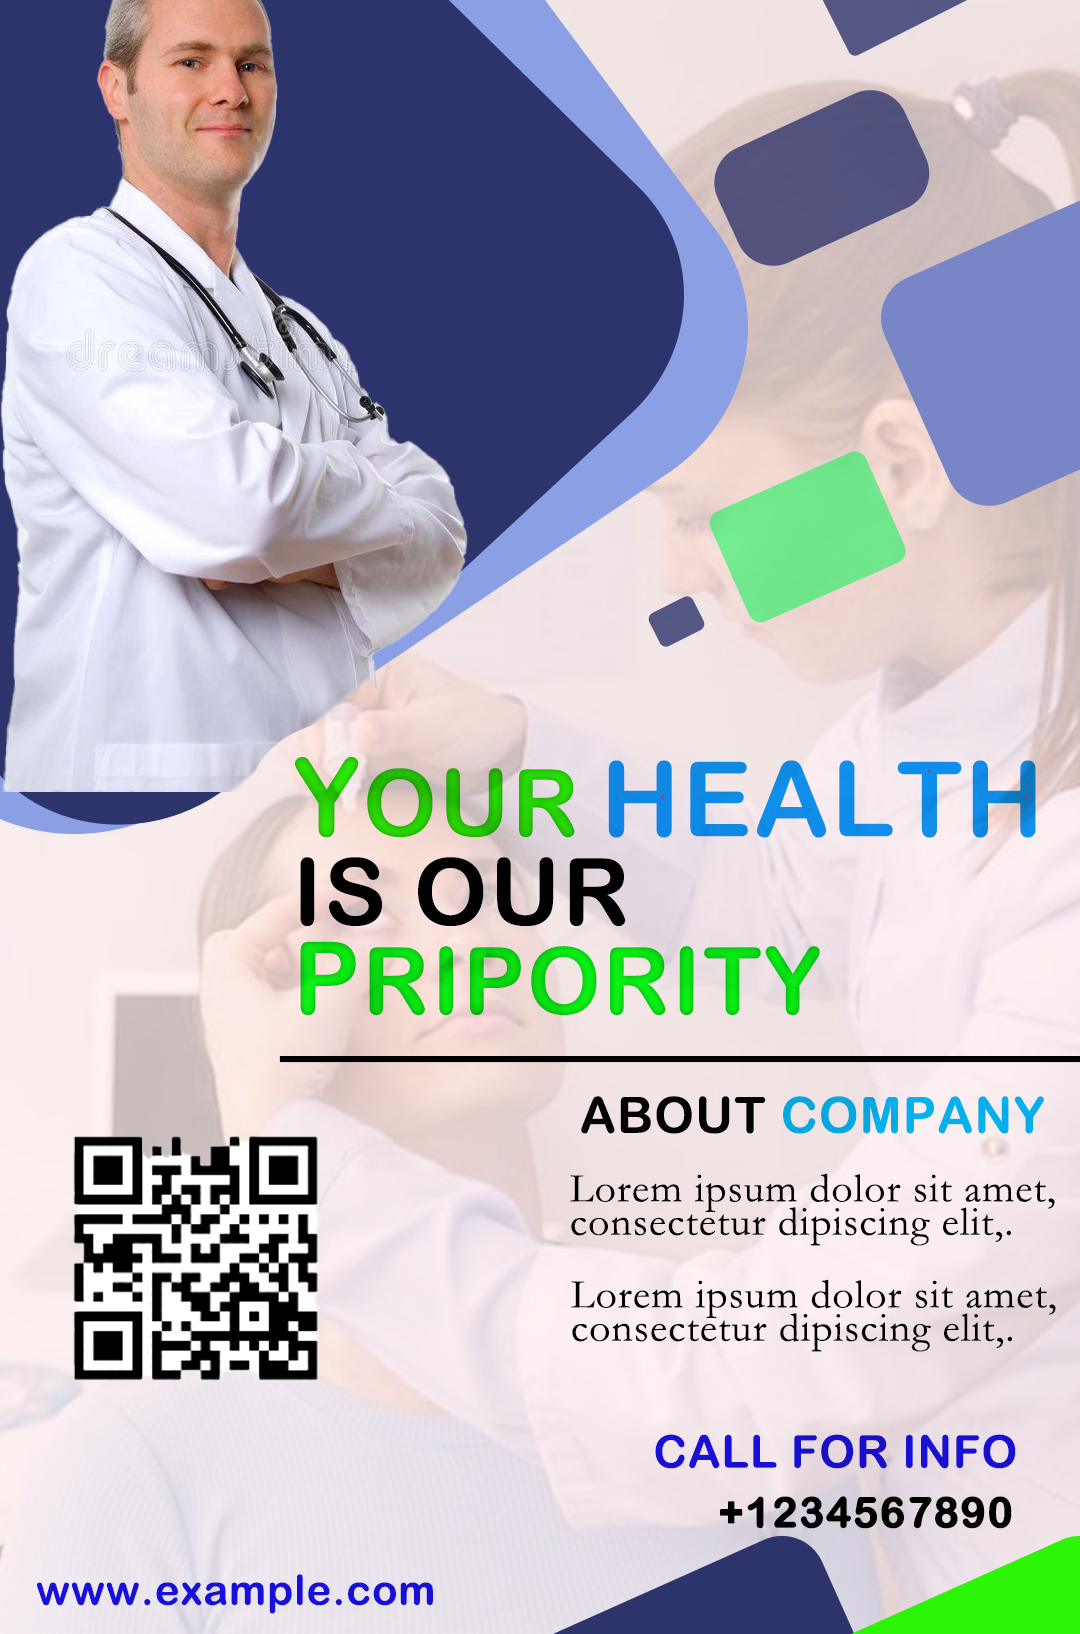 dreamstime
YOUR HEALTH
IS OUR
PRIPORITY
ABOUT COMPANY
Lorem ipsum dolor sit amet,
consectetur dipiscing elit,.
Lorem ipsum dolor sit amet,
consectetur dipiscing elit,.
CALL FOR INFO
+1234567890
www.example.com